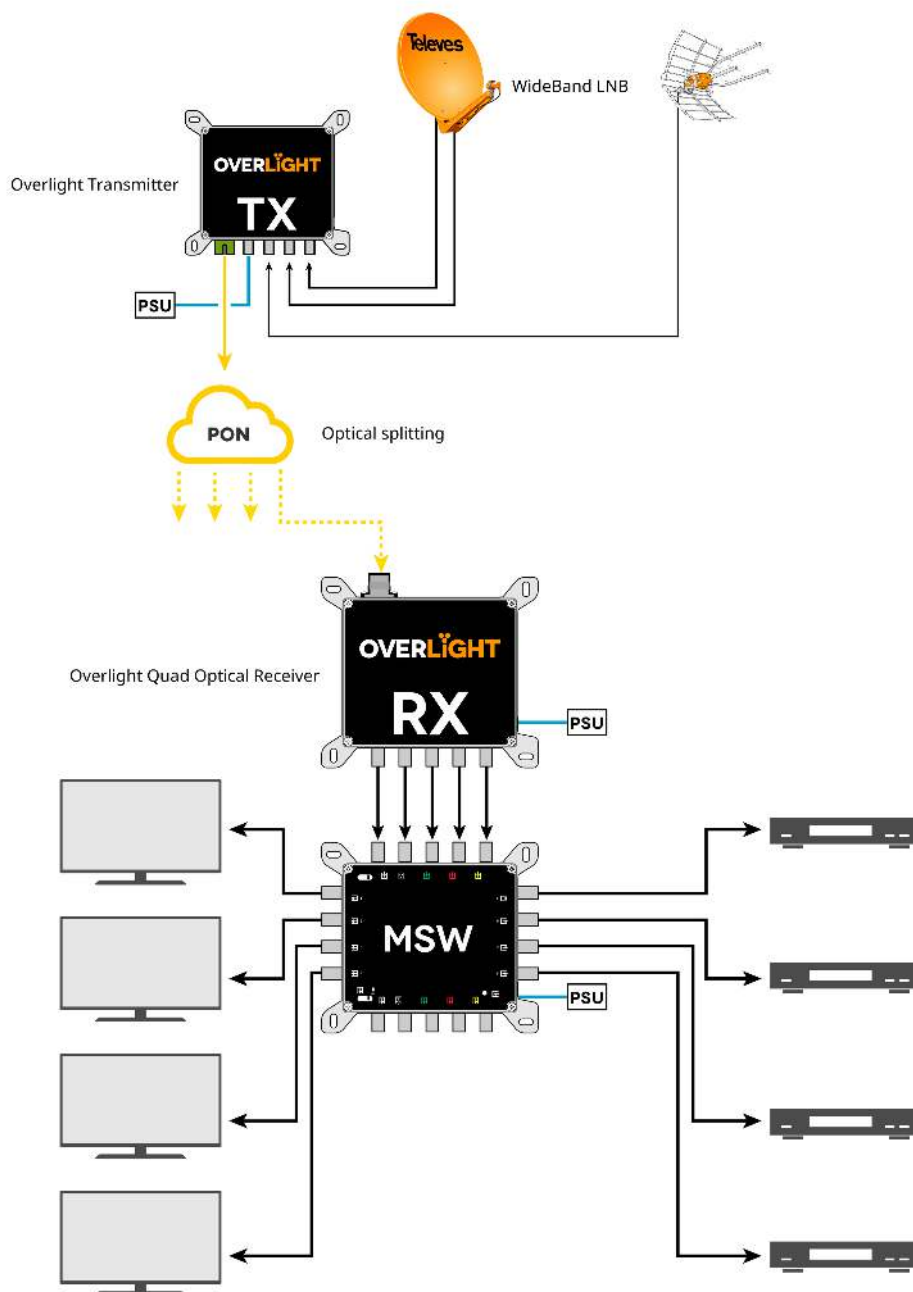 Televes
WideBand LNB
OVERLiGHT
TX
Overlight Transmitter
PSU
PON
Optical splitting
OVERLiGHT
RX
Overlight Quad Optical Receiver
PSU
MSW
PSU